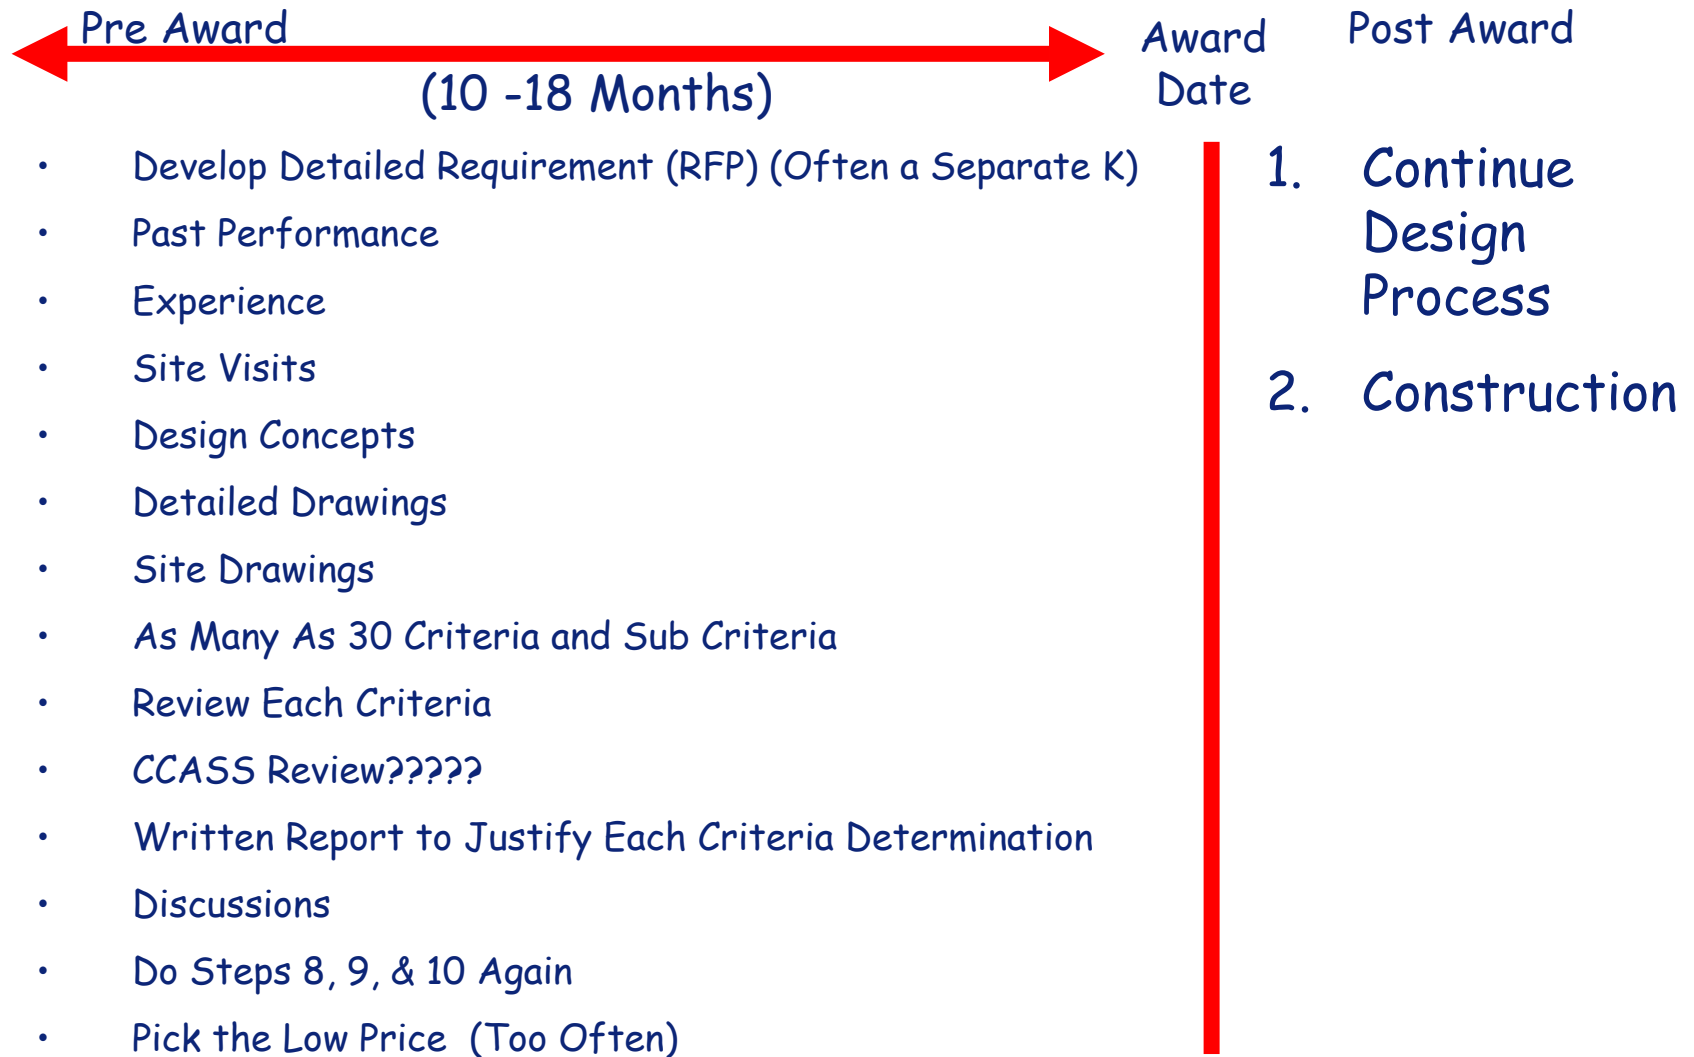 Pre Award
(10 -18 Months)
Award
Date
Post Award
• Develop Detailed Requirement (RFP) (Often a Separate K)
• Past Performance
• Experience
• Site Visits
• Design Concepts
• Detailed Drawings
• Site Drawings
• As Many As 30 Criteria and Sub Criteria
• Review Each Criteria
• CCASS Review?????
• Written Report to Justify Each Criteria Determination
• Discussions
• Do Steps 8, 9, & 10 Again
• Pick the Low Price (Too Often)
1. Continue
Design
Process
2. Construction